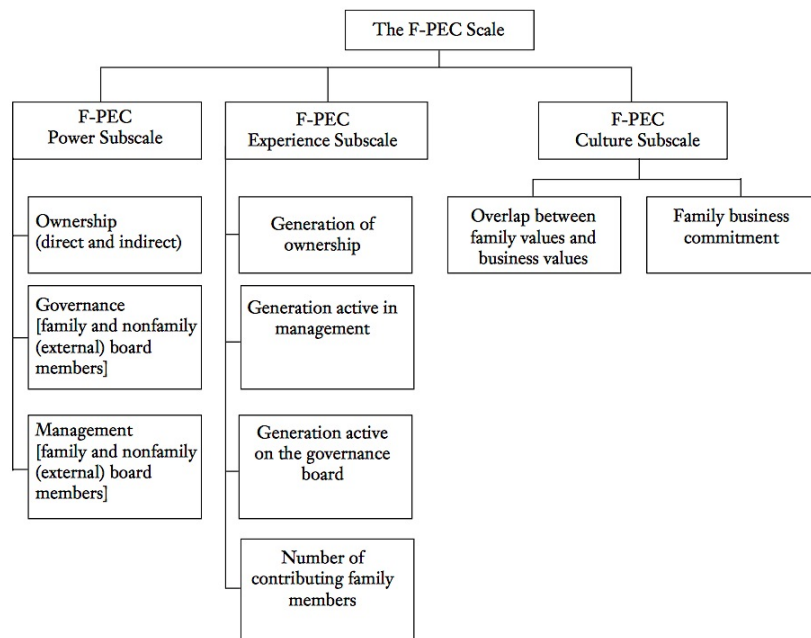 The F-PEC Scale
F-PEC
Power Subscale
Ownership
(direct and indirect)
Governance
[family and nonfamily
(external) board
members]
Management
[family and nonfamily
(external) board
members]
F-PEC
Experience Subscale
Generation of
ownership
Generation active in
management
Generation active
on the governance
board
Number of
contributing family
members
F-PEC
Culture Subscale
Overlap between
family values and
business values
Family business
commitment